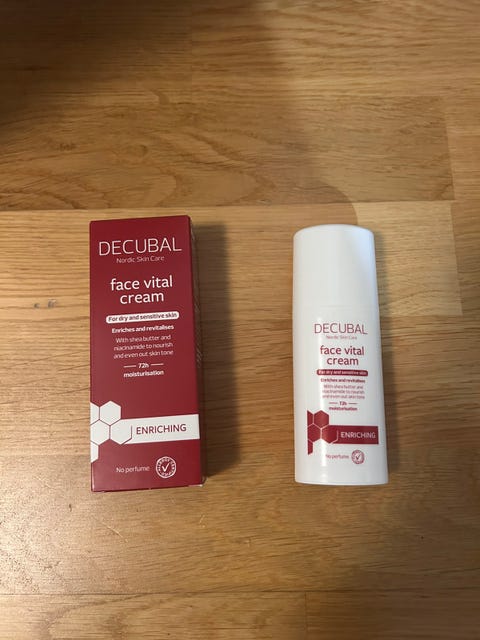 DECUBAL
Nordic Skin Care
face vital
cream
For dry and sensitive skin
Enriches and revitalises
With shea butter and
niacinamide to nourish
and even out skin tone
72h
moisturisation
ENRICHING
No perfume
DECUBAL
Nordic Skin Care
face vital
cream
For dry and sensitive skin
Enriches and revitalises
With shea butter and
niacinamide to nourish
and even out skin tone
72h
moisturisation
ENRICHING
No perfume